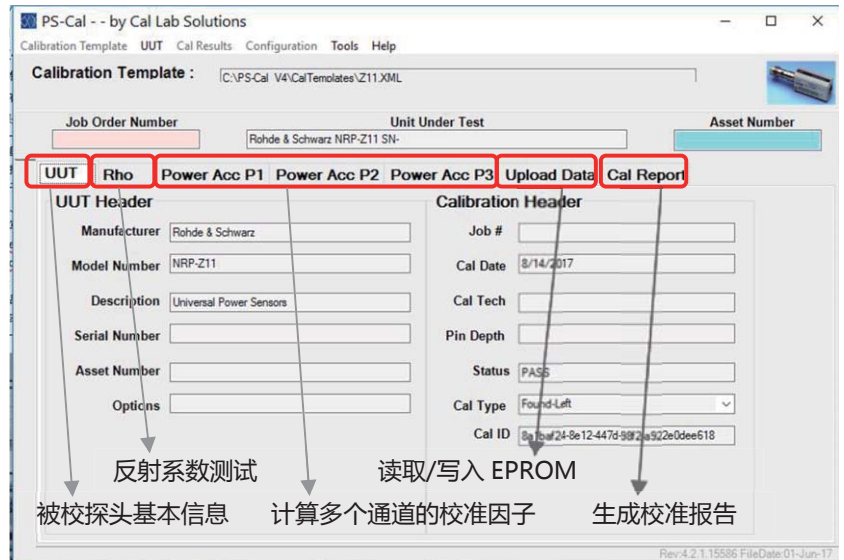 PS-Cal - - by Cal Lab Solutions
Calibration Template UUT Cal Results Configuration Tools Help
Calibration Template : C:\PS-Cal V4\CalTemplates\Z11.XML
Job Order Number Unit Under Test Asset Number
Rohde & Schwarz NRP-Z11 SN-
UUT Rho Power Acc P1 Power Acc P2 Power Acc P3 Upload Data Cal Report
UUT Header Calibration Header
Manufacturer Rohde & Schwarz Job #
Model Number NRP-Z11 Cal Date 8/14/2017
Description Universal Power Sensors Cal Tech
Serial Number Pin Depth
Asset Number Status PASS
Options Cal Type Found-Left
Cal ID
反射系数测试 读取/写入 EPROM
被校探头基本信息 计算多个通道的校准因子 生成校准报告
Rev:4.2.1.15586 FileDate:01-Jun-17